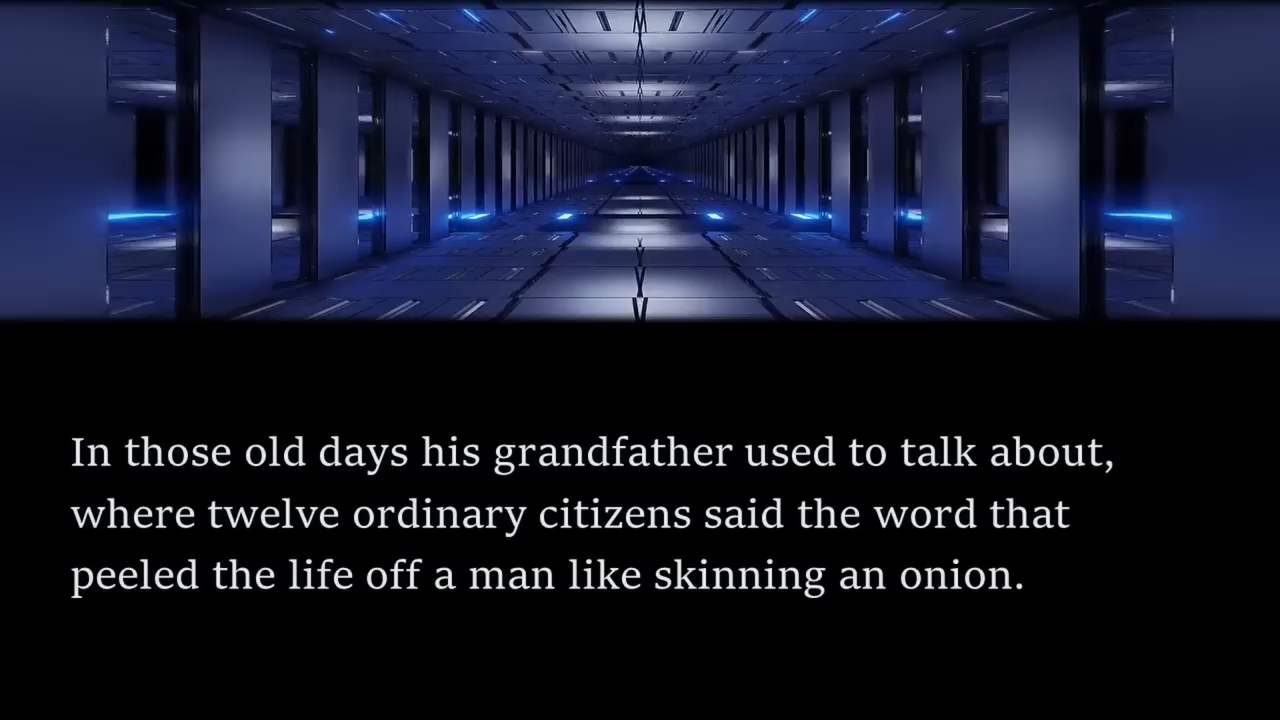 In those old days his grandfather used to talk about,
where twelve ordinary citizens said the word that
peeled the life off a man like skinning an onion.